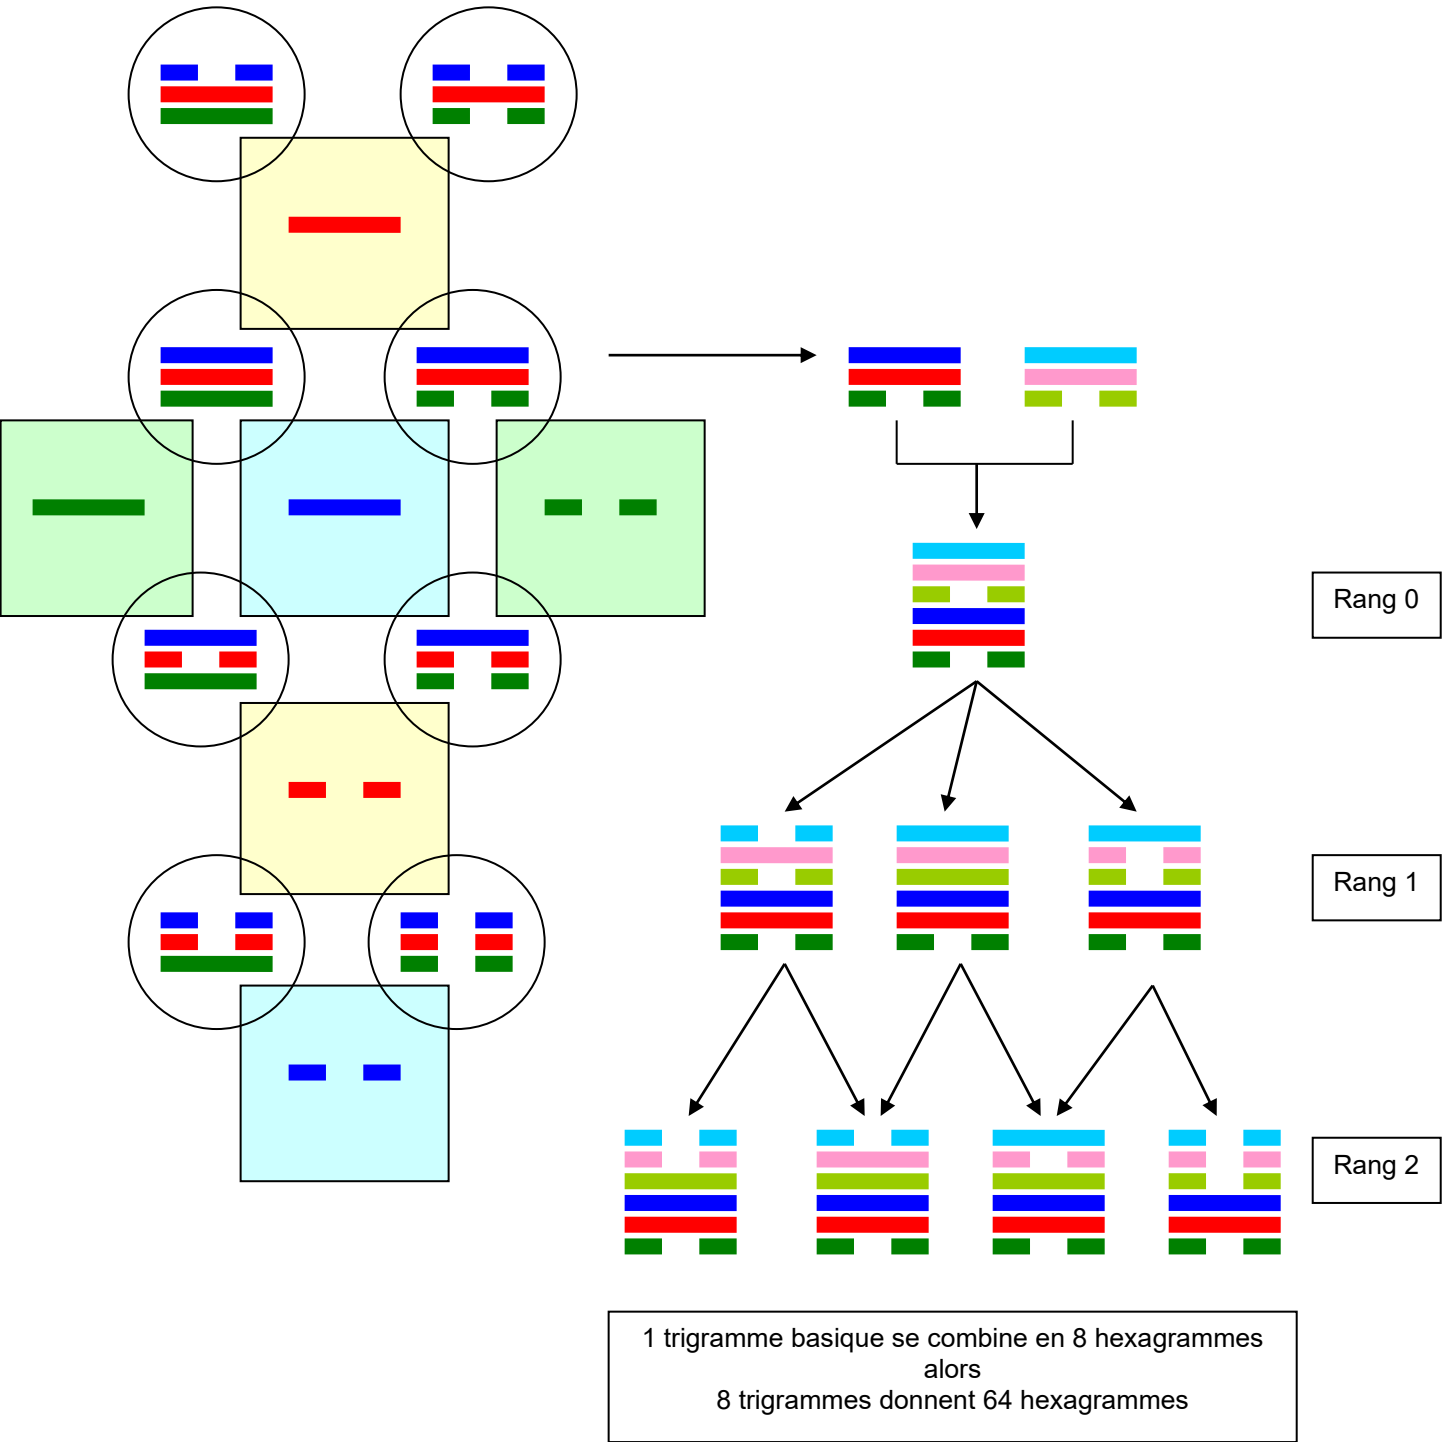 Rang 0
Rang 1
Rang 2
1 trigramme basique se combine en 8 hexagrammes
alors
8 trigrammes donnent 64 hexagrammes